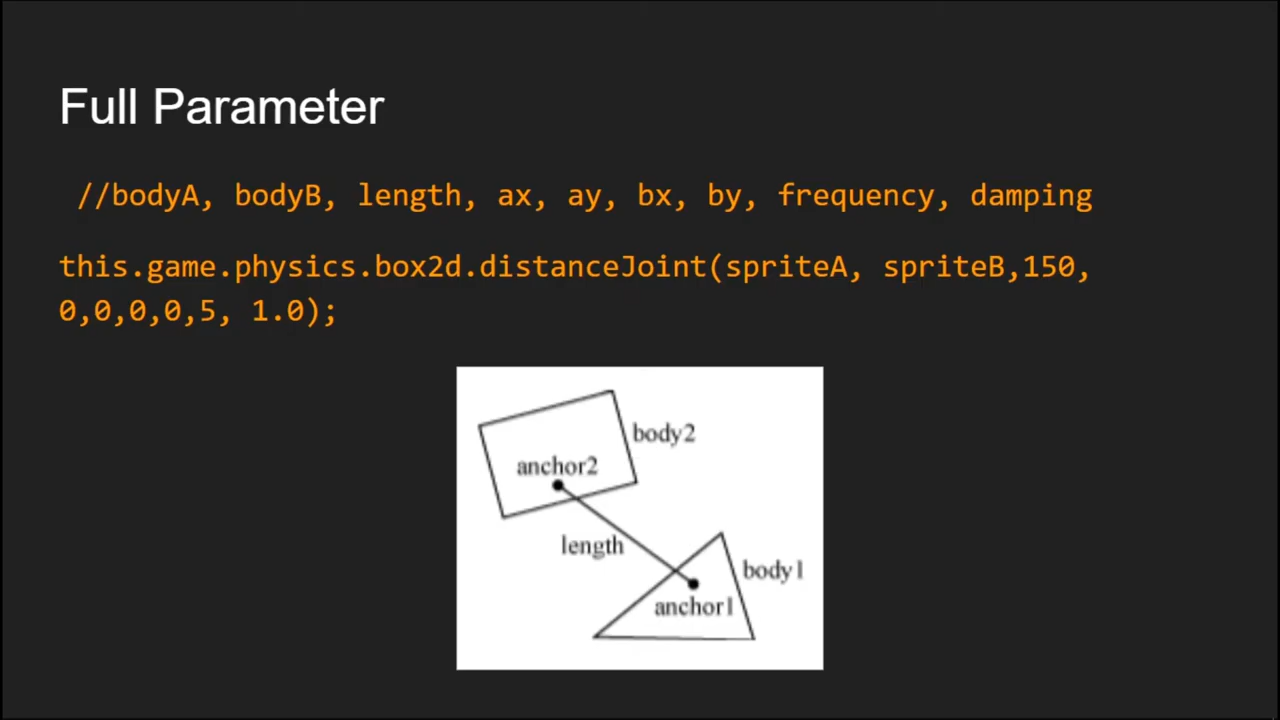 Full Parameter
//bodyA, bodyB, length, ax, ay, bx, by, frequency, damping
this.game.physics.box2d.distanceJoint(spriteA, spriteB,150,
0,0,0,0,5, 1.0);
body2
anchor2
length
body1
anchor1